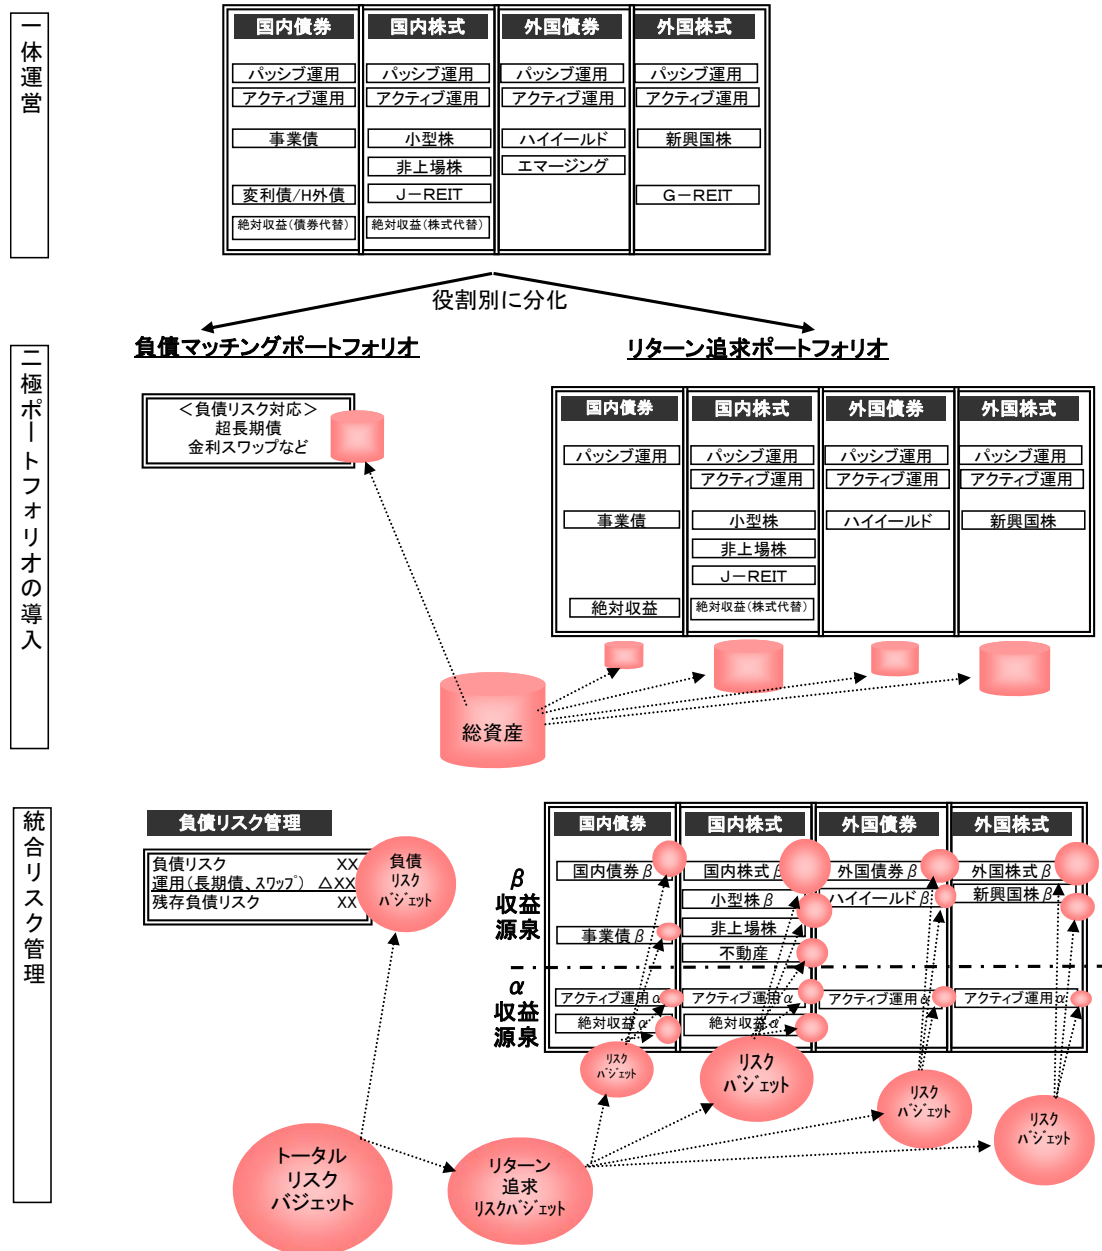 一体運営
国内債券
国内株式
外国債券
外国株式
パッシブ運用
パッシブ運用
パッシブ運用
パッシブ運用
アクティブ運用
アクティブ運用
アクティブ運用
アクティブ運用
事業債
小型株
ハイイールド
新興国株
非上場株
エマージング
変利債/H外債
J－REIT
G－REIT
絶対収益(債券代替)
絶対収益(株式代替)
役割別に分化
二極ポートフォリオの導入
負債マッチングポートフォリオ
リターン追求ポートフォリオ
＜負債リスク対応＞
超長期債
金利スワップなど
国内債券
国内株式
外国債券
外国株式
パッシブ運用
パッシブ運用
パッシブ運用
パッシブ運用
アクティブ運用
アクティブ運用
アクティブ運用
事業債
小型株
ハイイールド
新興国株
非上場株
J－REIT
絶対収益
絶対収益(株式代替)
総資産
統合リスク管理
負債リスク管理
負債リスク XX
運用(長期債、スワップ) △XX
残存負債リスク XX
負債
リスク
バジェット
国内債券
国内株式
外国債券
外国株式
β
収益
源泉
国内債券β
国内株式β
外国債券β
外国株式β
小型株β
ハイイールドβ
新興国株β
事業債β
非上場株
不動産
α
収益
源泉
アクティブ運用α
アクティブ運用α
アクティブ運用α
アクティブ運用α
絶対収益α
絶対収益α
リスク
バジェット
リスク
バジェット
リスク
バジェット
リスク
バジェット
トータル
リスク
バジェット
リターン
追求
リスクバジェット